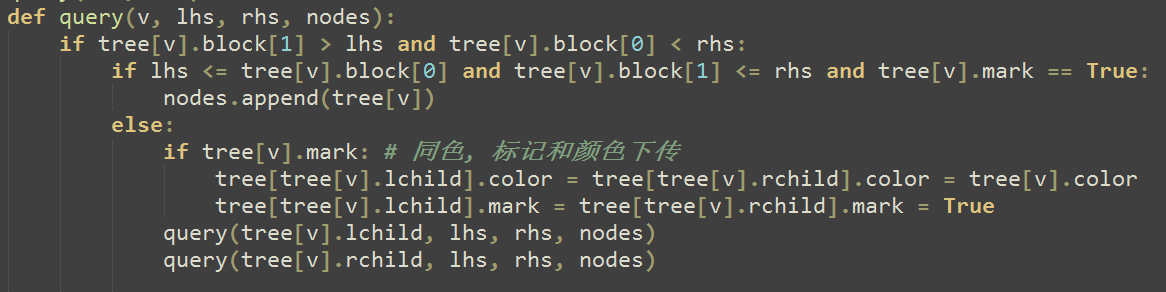 def query(v, lhs, rhs, nodes):
    if tree[v].block[1] > lhs and tree[v].block[0] < rhs:
        if lhs <= tree[v].block[0] and tree[v].block[1] <= rhs and tree[v].mark == True:
            nodes.append(tree[v])
        else:
            if tree[v].mark: # 同色, 标记和颜色下传
                tree[tree[v].lchild].color = tree[tree[v].rchild].color = tree[v].color
                tree[tree[v].lchild].mark = tree[tree[v].rchild].mark = True
            query(tree[v].lchild, lhs, rhs, nodes)
            query(tree[v].rchild, lhs, rhs, nodes)